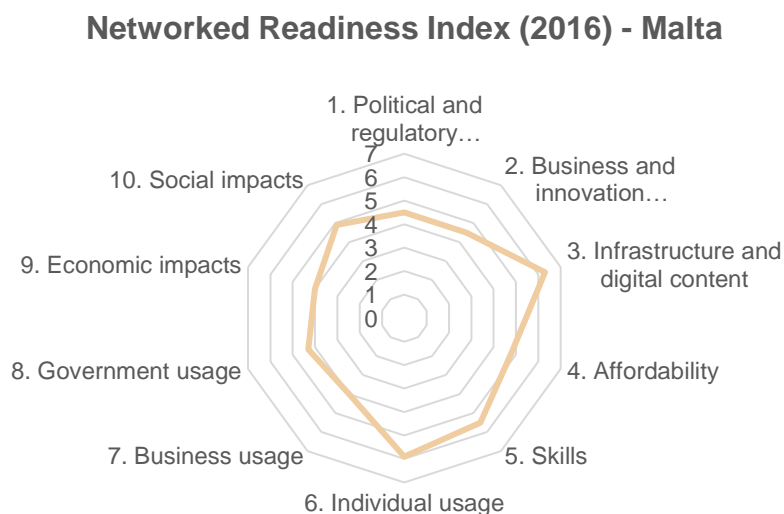 Networked Readiness Index (2016) - Malta
1. Political and
regulatory…
7
6
5
4
3
2
1
0
2. Business and
innovation…
3. Infrastructure and
digital content
4. Affordability
5. Skills
6. Individual usage
7. Business usage
8. Government usage
9. Economic impacts
10. Social impacts